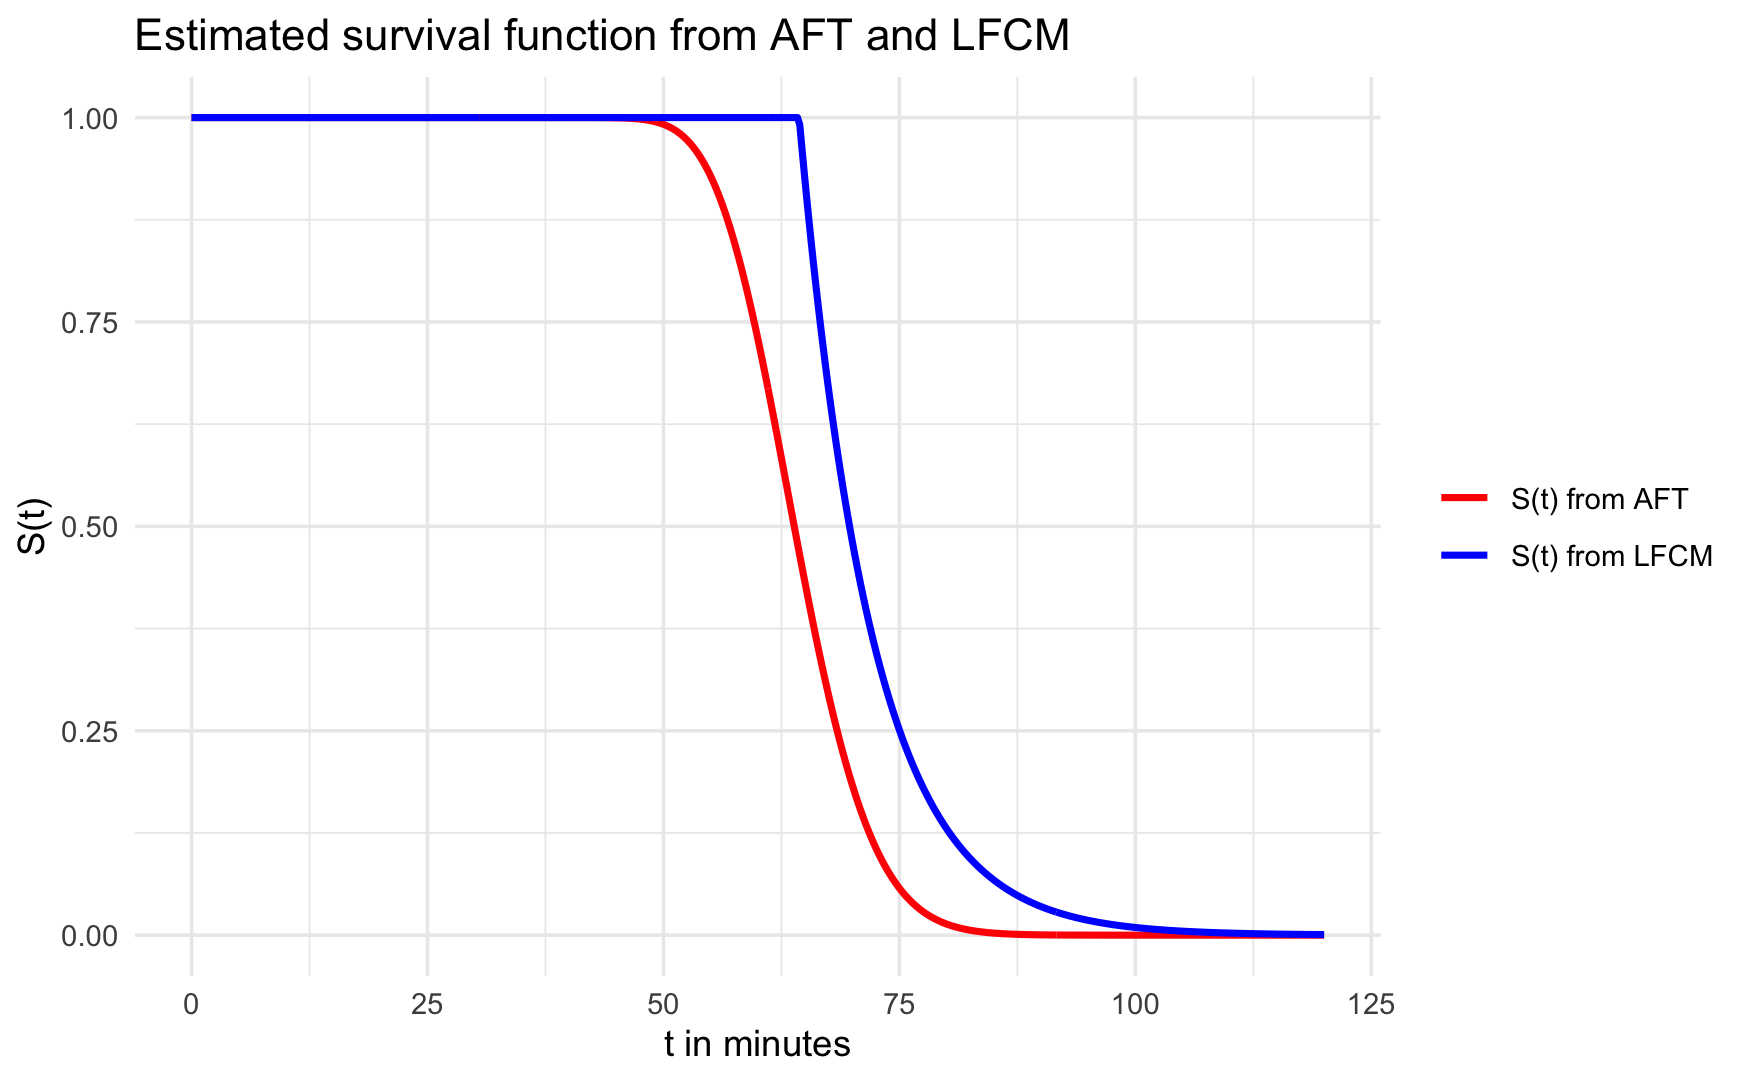 Estimated survival function from AFT and LFCM
1.00
0.75
0.50
0.25
0.00
S(t)
0 25 50 75 100 125
t in minutes
S(t) from AFT
S(t) from LFCM